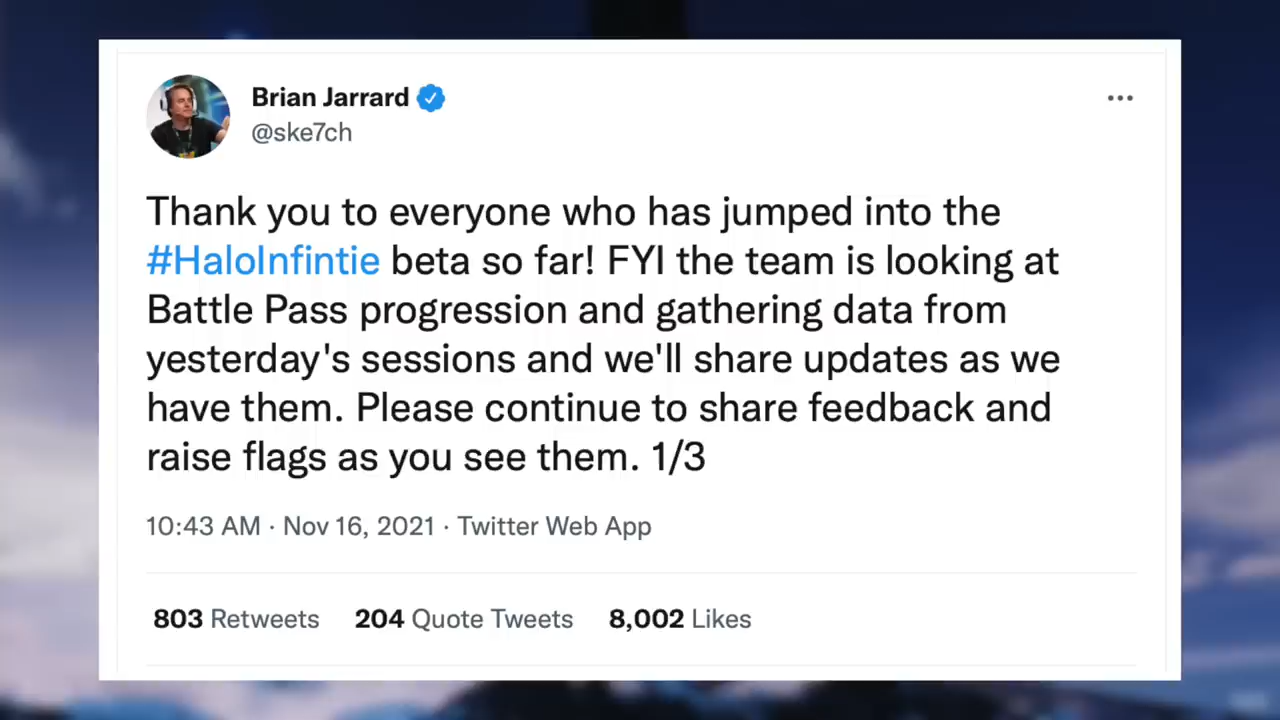 Brian Jarrard
@ske7ch
Thank you to everyone who has jumped into the
#HaloInfintie beta so far! FYI the team is looking at
Battle Pass progression and gathering data from
yesterday's sessions and we'll share updates as we
have them. Please continue to share feedback and
raise flags as you see them. 1/3
10:43 AM · Nov 16, 2021 · Twitter Web App
803 Retweets 204 Quote Tweets 8,002 Likes